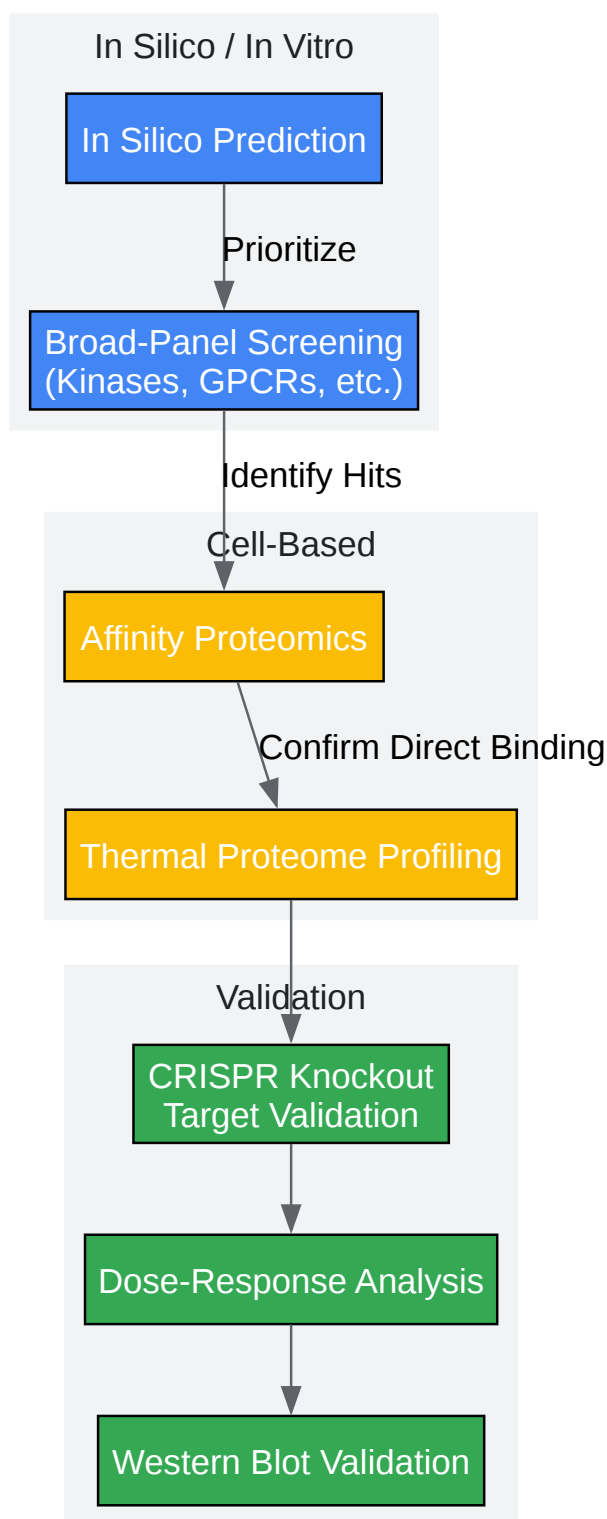 In Silico / In Vitro
In Silico Prediction
Prioritize
Broad-Panel Screening
(Kinases, GPCRs, etc.)
Identify Hits
Cell-Based
Affinity Proteomics
Confirm Direct Binding
Thermal Proteome Profiling
Validation
CRISPR Knockout
Target Validation
Dose-Response Analysis
Western Blot Validation